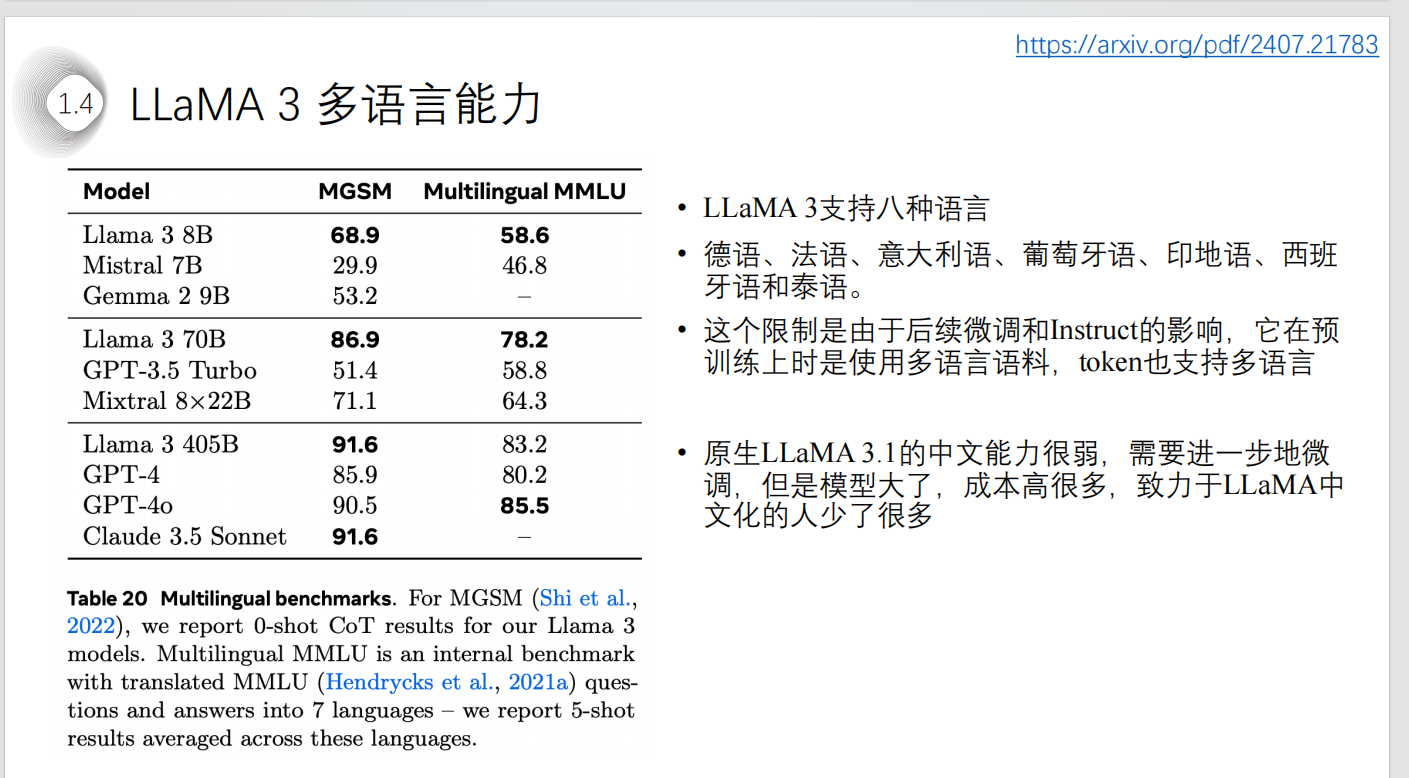 https://arxiv.org/pdf/2407.21783
1.4 LLaMA 3 多语言能力
Model MGSM Multilingual MMLU
Llama 3 8B 68.9 58.6
Mistral 7B 29.9 46.8
Gemma 2 9B 53.2 –
Llama 3 70B 86.9 78.2
GPT-3.5 Turbo 51.4 58.8
Mixtral 8×22B 71.1 64.3
Llama 3 405B 91.6 83.2
GPT-4 85.9 80.2
GPT-4o 90.5 85.5
Claude 3.5 Sonnet 91.6 –
Table 20 Multilingual benchmarks. For MGSM (Shi et al.,
2022), we report 0-shot CoT results for our Llama 3
models. Multilingual MMLU is an internal benchmark
with translated MMLU (Hendrycks et al., 2021a) ques-
tions and answers into 7 languages – we report 5-shot
results averaged across these languages.
• LLaMA 3支持八种语言
• 德语、法语、意大利语、葡萄牙语、印地语、西班
牙语和泰语。
• 这个限制是由于后续微调和Instruct的影响，它在预
训练上时是使用多语言语料，token也支持多语言
• 原生LLaMA 3.1的中文能力很弱，需要进一步地微
调，但是模型大了，成本高很多，致力于LLaMA中
文化的人少了很多